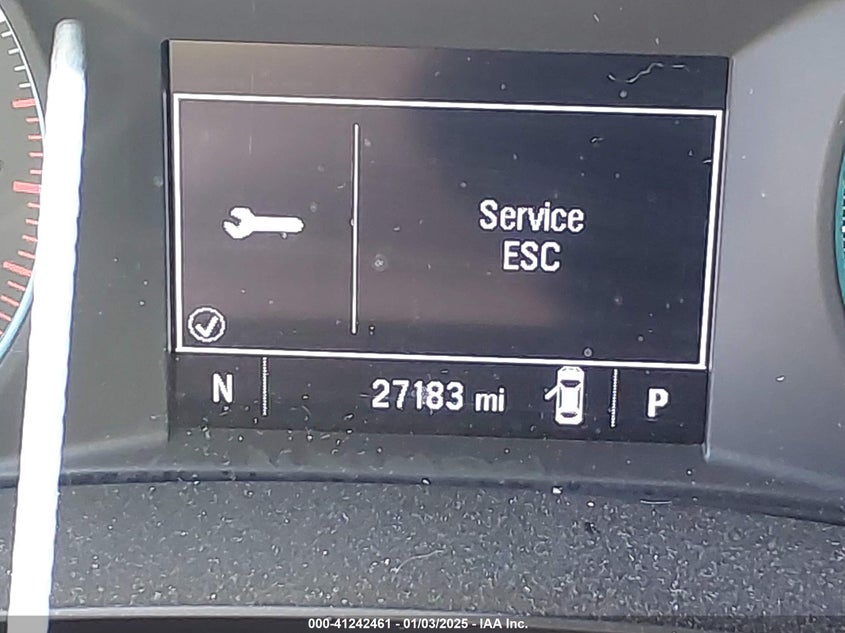 Service
ESC
N 27183 mi P
000-41242461 - 01/03/2025 - IAA Inc.